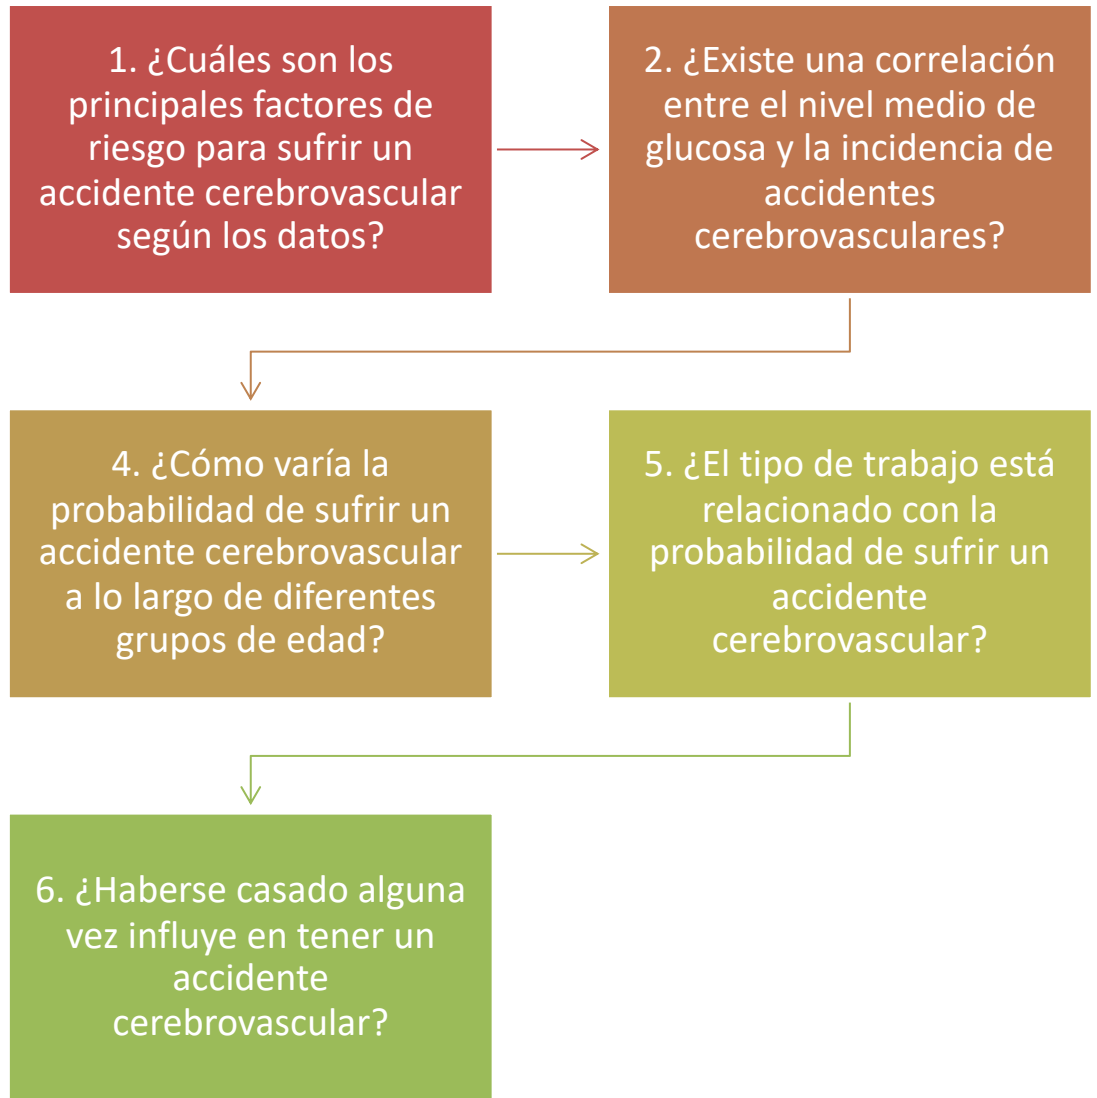 1. ¿Cuáles son los
principales factores de
riesgo para sufrir un
accidente cerebrovascular
según los datos?
2. ¿Existe una correlación
entre el nivel medio de
glucosa y la incidencia de
accidentes
cerebrovasculares?
4. ¿Cómo varía la
probabilidad de sufrir un
accidente cerebrovascular
a lo largo de diferentes
grupos de edad?
5. ¿El tipo de trabajo está
relacionado con la
probabilidad de sufrir un
accidente
cerebrovascular?
6. ¿Haberse casado alguna
vez influye en tener un
accidente
cerebrovascular?